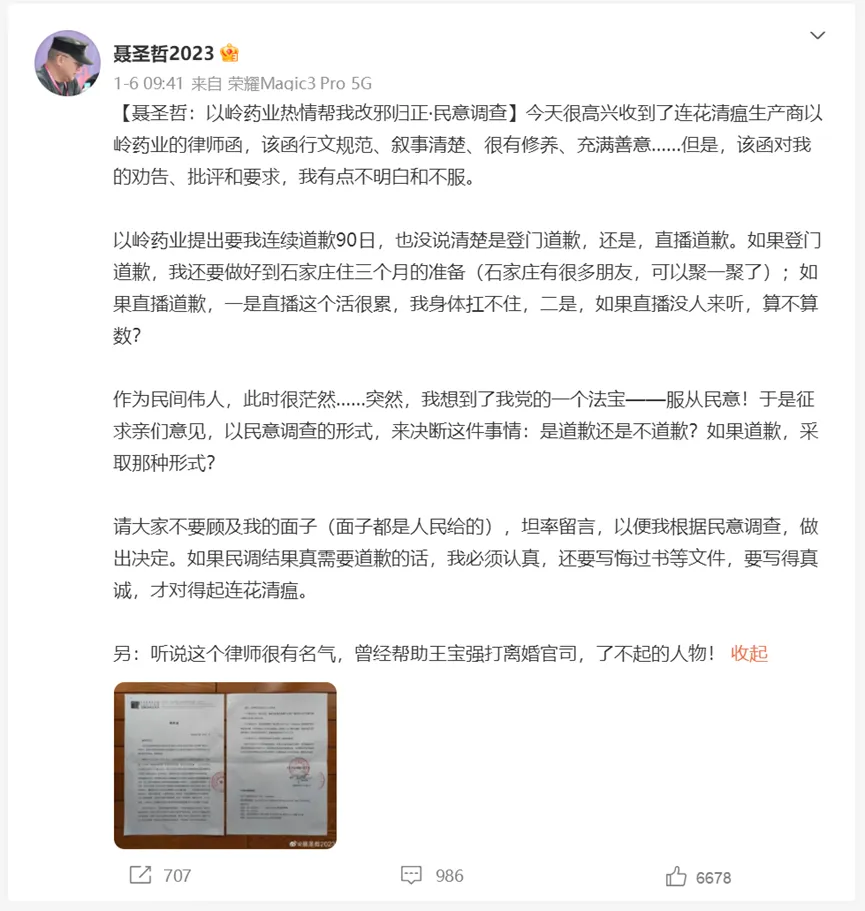 聂圣哲2023
1-6 09:41 来自 荣耀Magic3 Pro 5G
【聂圣哲：以岭药业热情帮我改邪归正·民意调查】今天很高兴收到了连花清瘟生产商以
岭药业的律师函，该函行文规范、叙事清楚、很有修养、充满善意......但是，该函对我
的劝告、批评和要求，我有点不明白和不服。
以岭药业提出要我连续道歉90日，也没说清楚是登门道歉，还是，直播道歉。如果登门
道歉，我还要做好到石家庄住三个月的准备（石家庄有很多朋友，可以聚一聚了）；如
果直播道歉，一是直播这个活很累，我身体扛不住，二是，如果直播没人来听，算不算
数？
作为民间伟人，此时很茫然......突然，我想到了我党的一个法宝——服从民意！于是征
求亲们意见，以民意调查的形式，来决断这件事情：是道歉还是不道歉？如果道歉，采
取那种形式？
请大家不要顾及我的面子（面子都是人民给的），坦率留言，以便我根据民意调查，做
出决定。如果民调结果真需要道歉的话，我必须认真，还要写悔过书等文件，要写得真
诚，才对得起连花清瘟。
另：听说这个律师很有名气，曾经帮助王宝强打离婚官司，了不起的人物！ 收起
@聂圣哲2023
707
986
6678